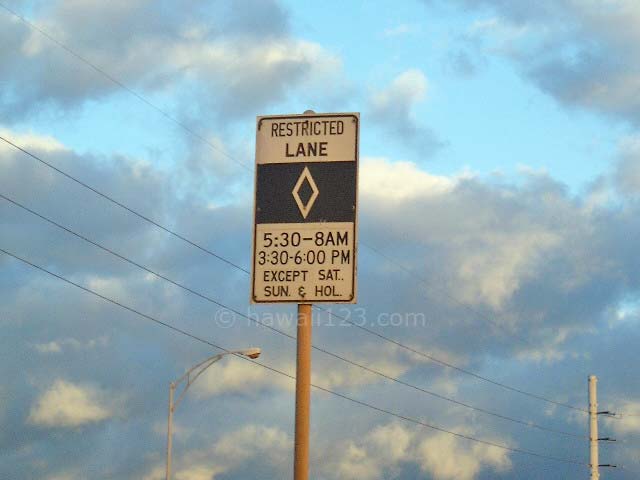 RESTRICTED
LANE
5:30-8AM
3:30-6:00 PM
EXCEPT SAT.
SUN. & HOL.
© hawaii123.com